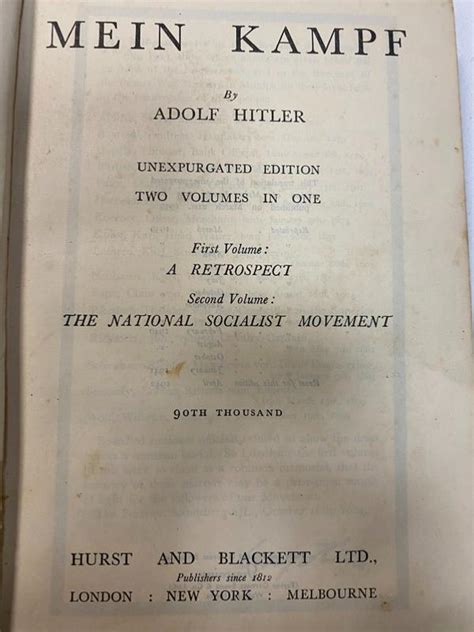 MEIN KAMPF
By
ADOLF HITLER
UNEXPURGATED EDITION
TWO VOLUMES IN ONE
First Volume:
A RETROSPECT
Second Volume:
THE NATIONAL SOCIALIST MOVEMENT
90TH THOUSAND
HURST AND BLACKETT LTD.,
Publishers since 1812
LONDON : NEW YORK : MELBOURNE